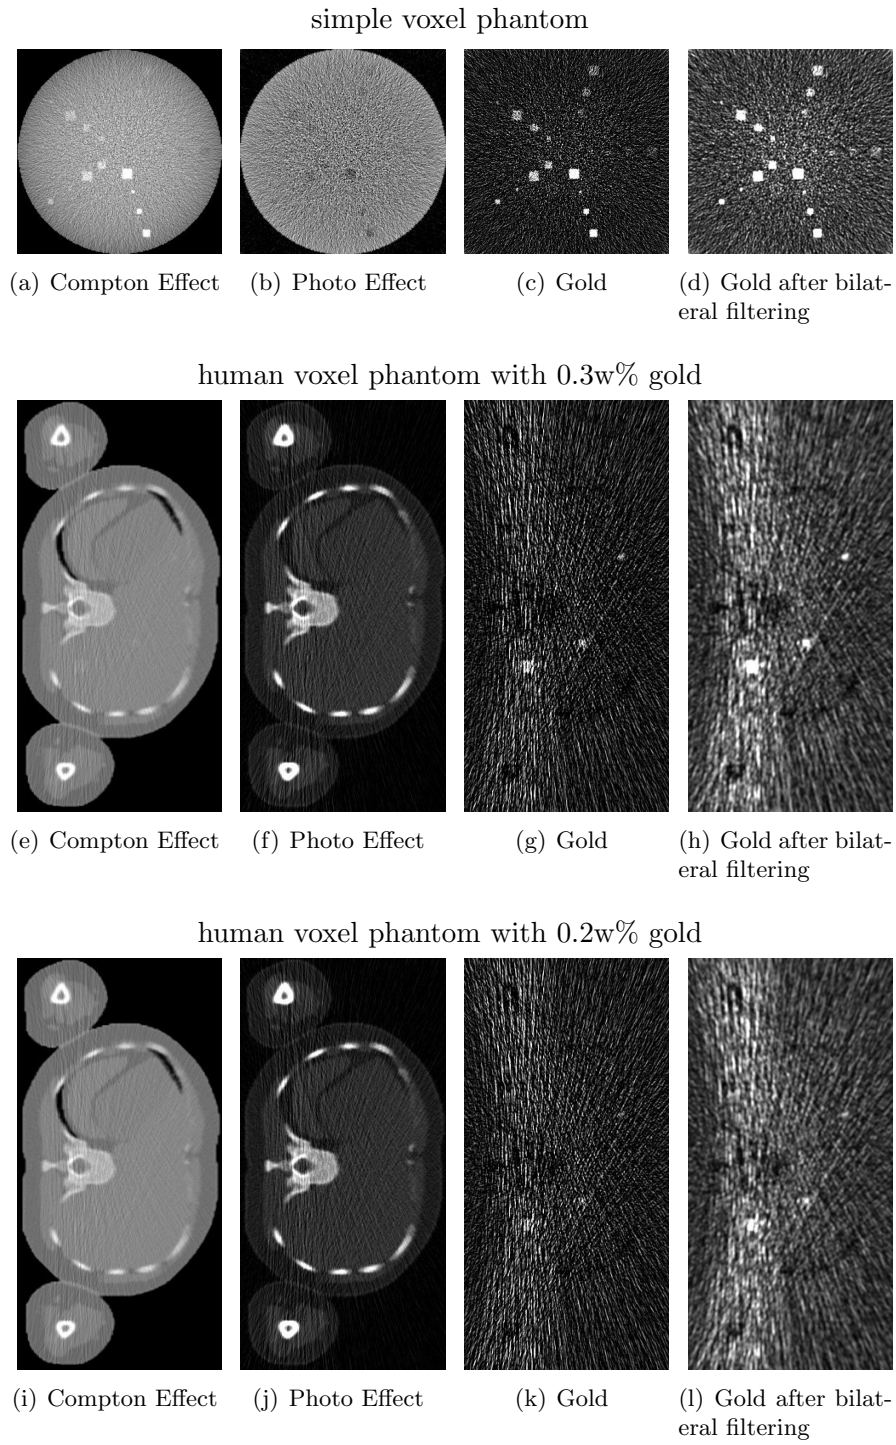 simple voxel phantom
(a) Compton Effect
(b) Photo Effect
(c) Gold
(d) Gold after bilat-
eral filtering
human voxel phantom with 0.3w% gold
(e) Compton Effect
(f) Photo Effect
(g) Gold
(h) Gold after bilat-
eral filtering
human voxel phantom with 0.2w% gold
(i) Compton Effect
(j) Photo Effect
(k) Gold
(l) Gold after bilat-
eral filtering